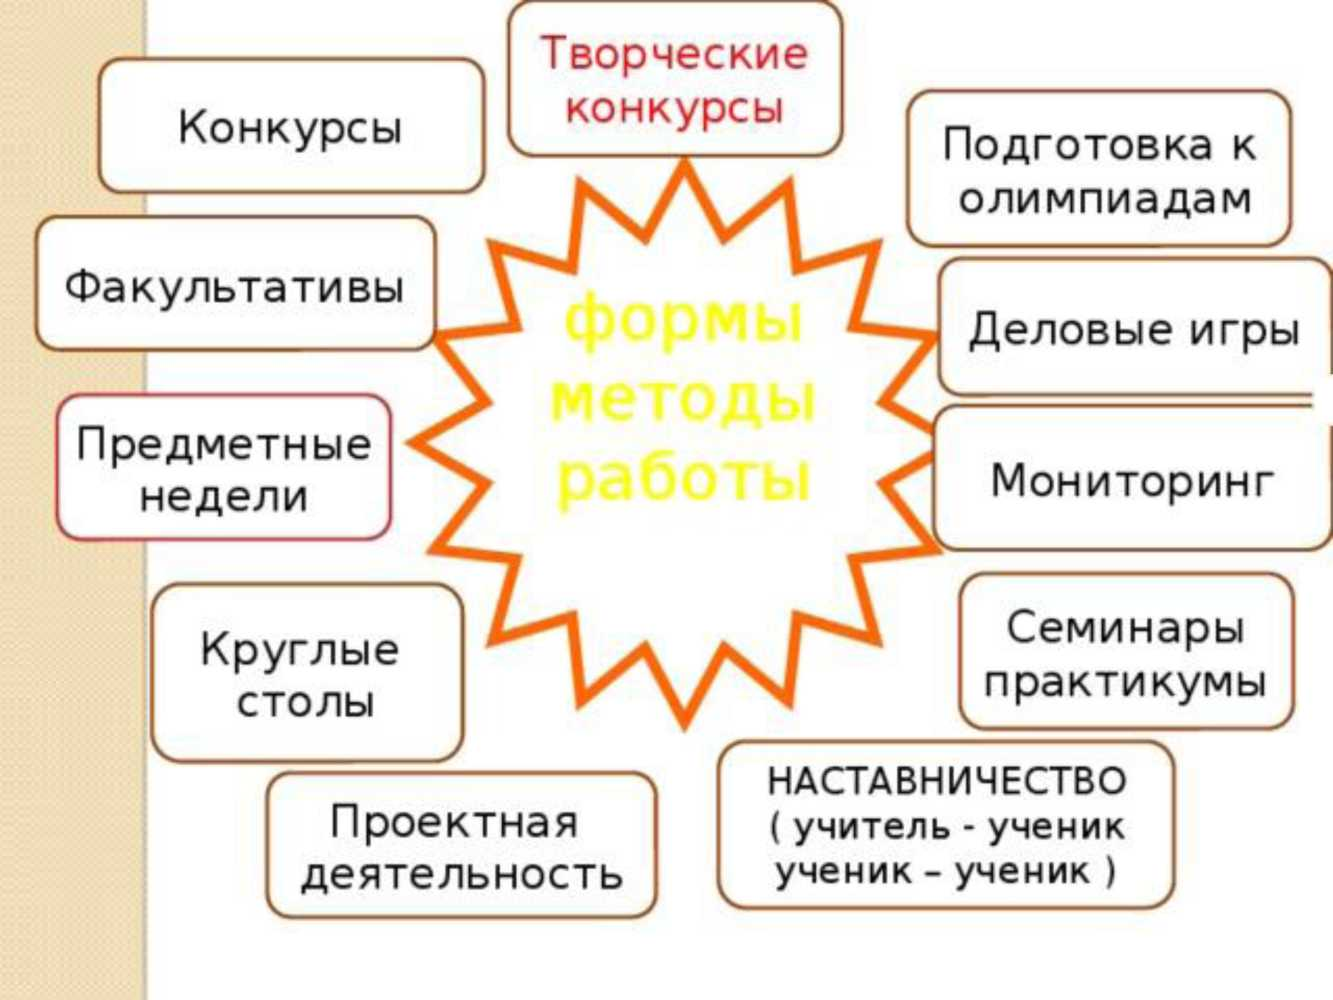 Творческие
конкурсы
Конкурсы
Подготовка к
олимпиадам
Факультативы
Деловые игры
формы
методы
работы
Предметные
недели
Мониторинг
Круглые
столы
Семинары
практикумы
Проектная
деятельность
НАСТАВНИЧЕСТВО
( учитель - ученик
ученик – ученик )